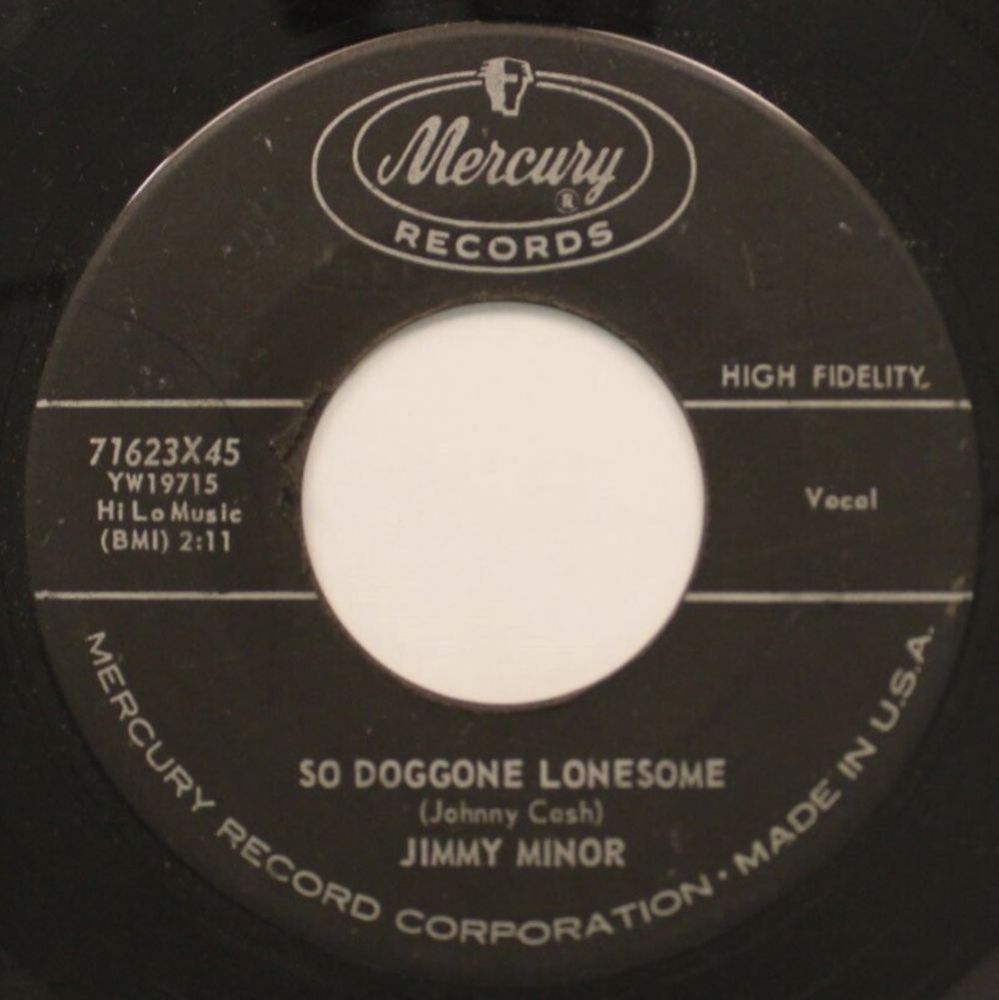 Mercury
®
RECORDS
HIGH FIDELITY
71623X45
YW19715
Hi Lo Music
(BMI) 2:11
Vocal
SO DOGGONE LONESOME
(Johnny Cash)
JIMMY MINOR
MERCURY RECORD CORPORATION • MADE IN U.S.A.